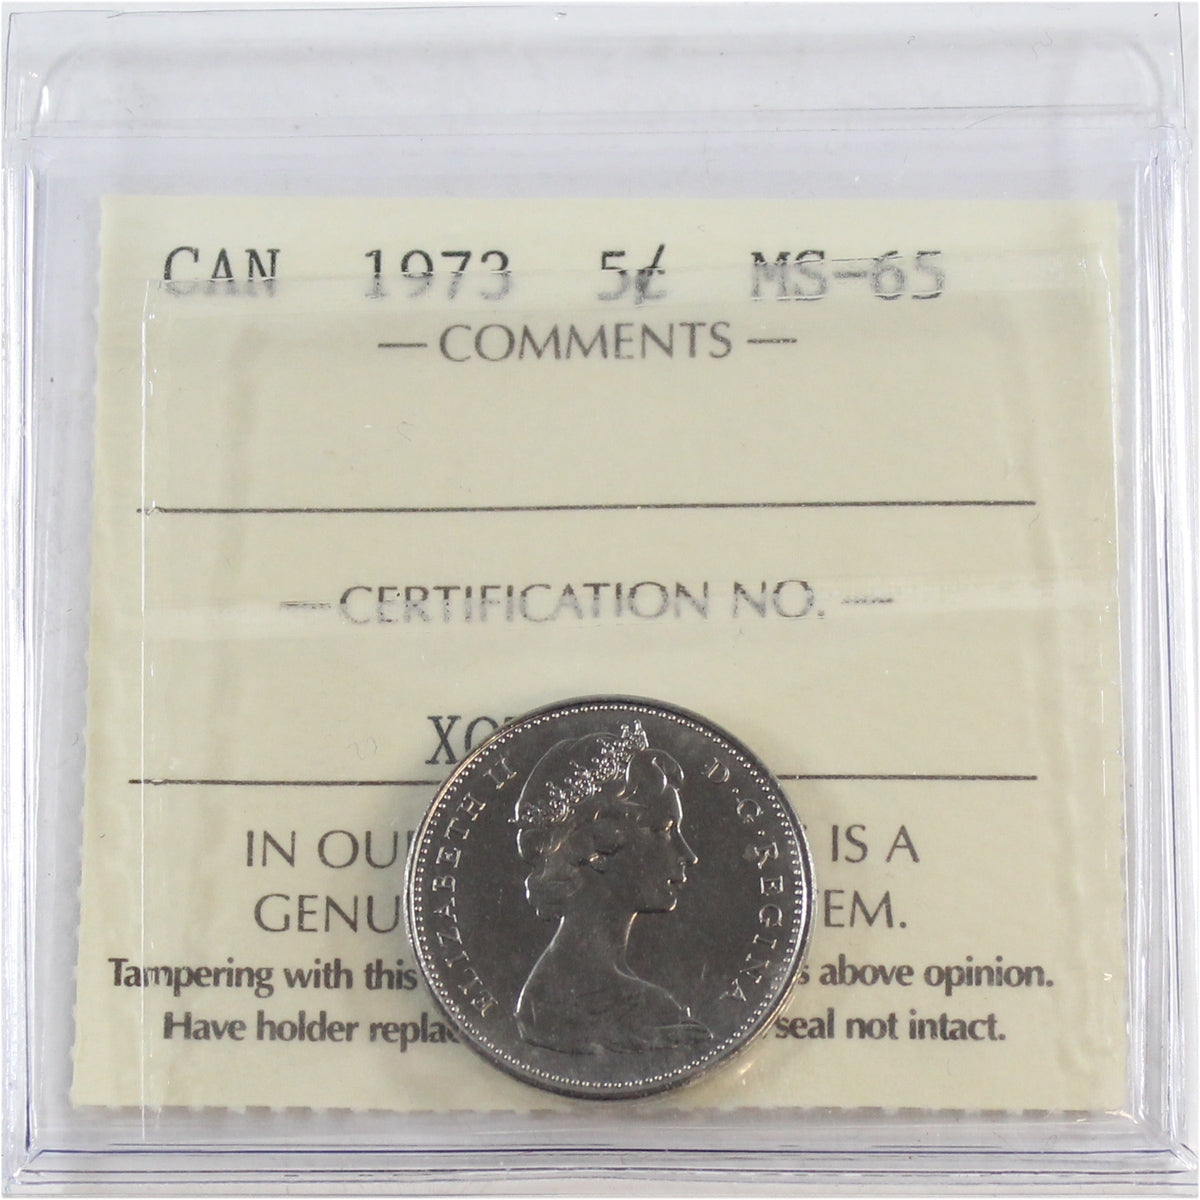 CAN 1973 5¢ MS-65
— COMMENTS —
— CERTIFICATION NO. —
IN OU IS A
GENU EM.
Tampering with this s above opinion.
Have holder replac seal not intact.
ELIZABETH II D·G·REGINA